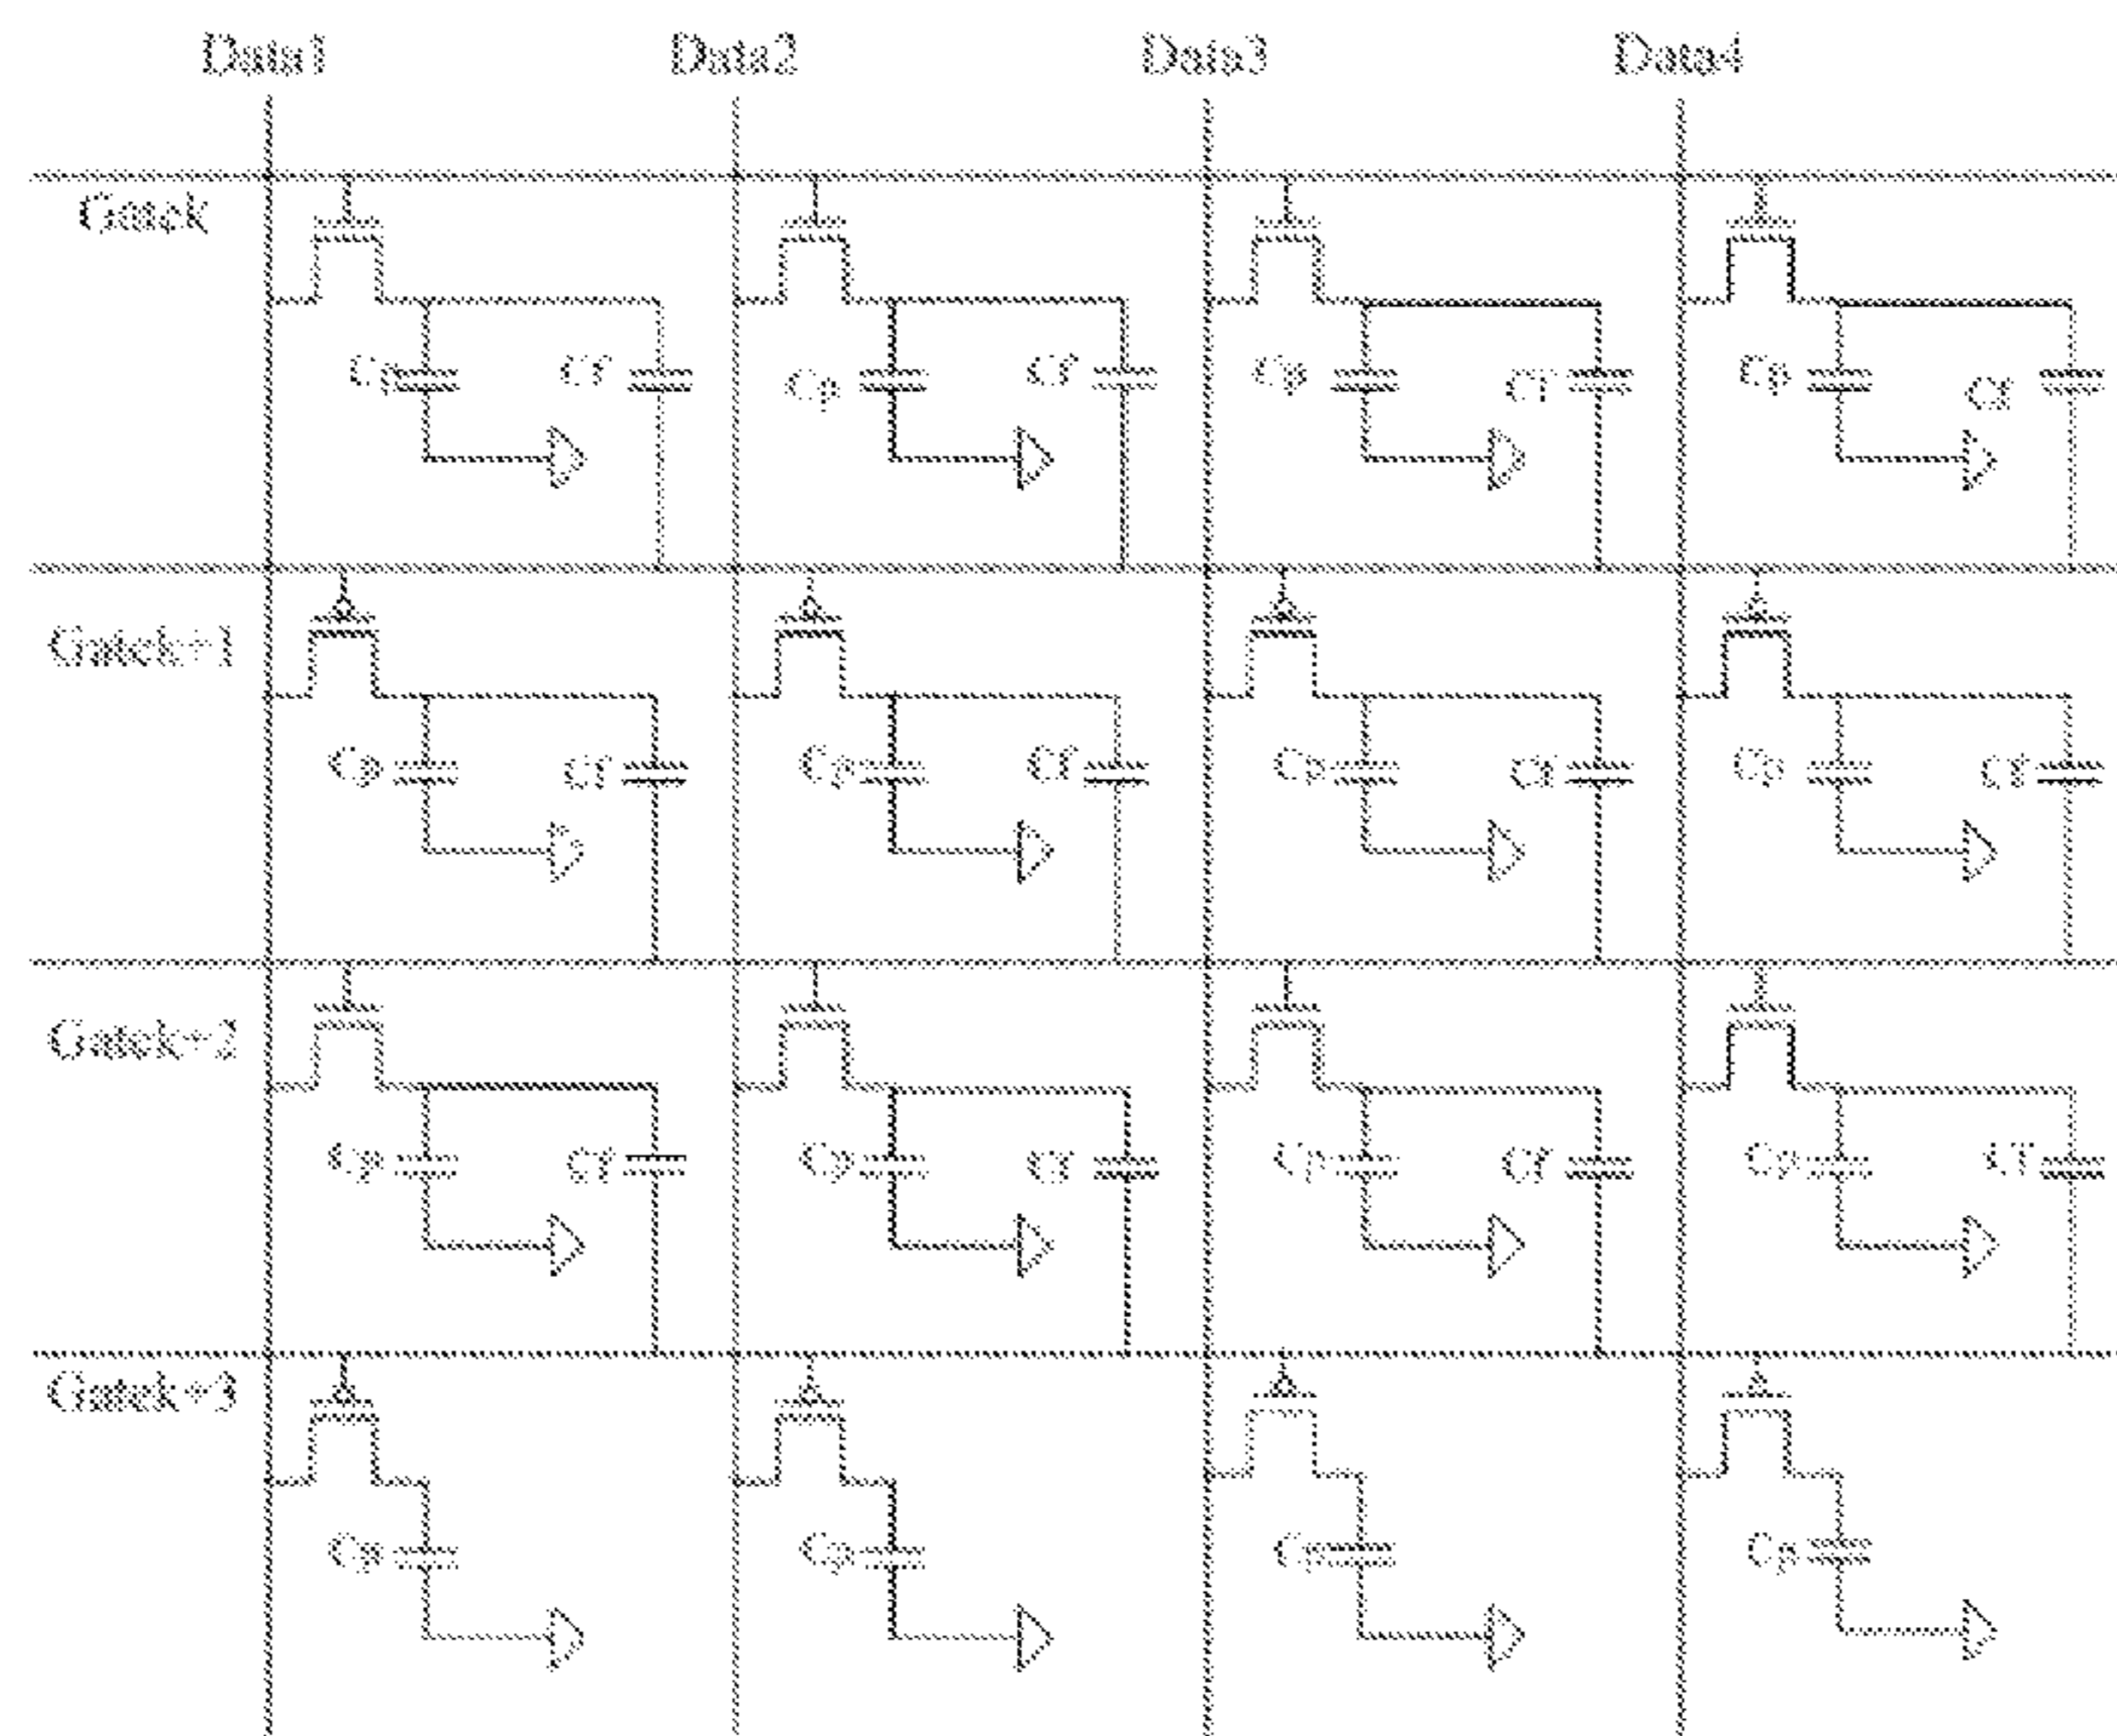 Data1 Data2 Data3 Data4
Gatek
Cp Cf Cp Cf Cp Cf Cp Cf
Gatek+1
Cp Cf Cp Cf Cp Cf Cp Cf
Gatek+2
Cp Cf Cp Cf Cp Cf Cp Cf
Gatek+3
Cp Cp Cp Cp